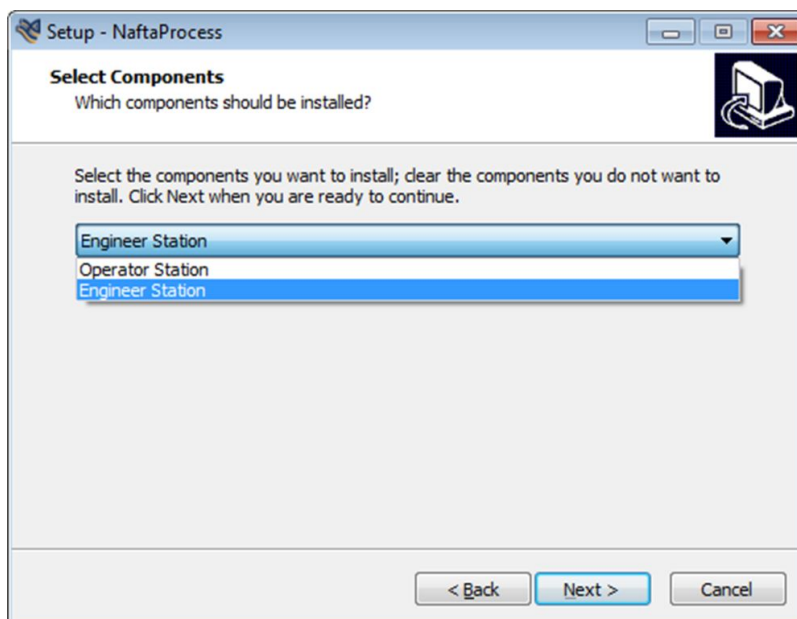 Setup - NaftaProcess
Select Components
Which components should be installed?
Select the components you want to install; clear the components you do not want to
install. Click Next when you are ready to continue.
Engineer Station
Operator Station
Engineer Station
< Back
Next >
Cancel